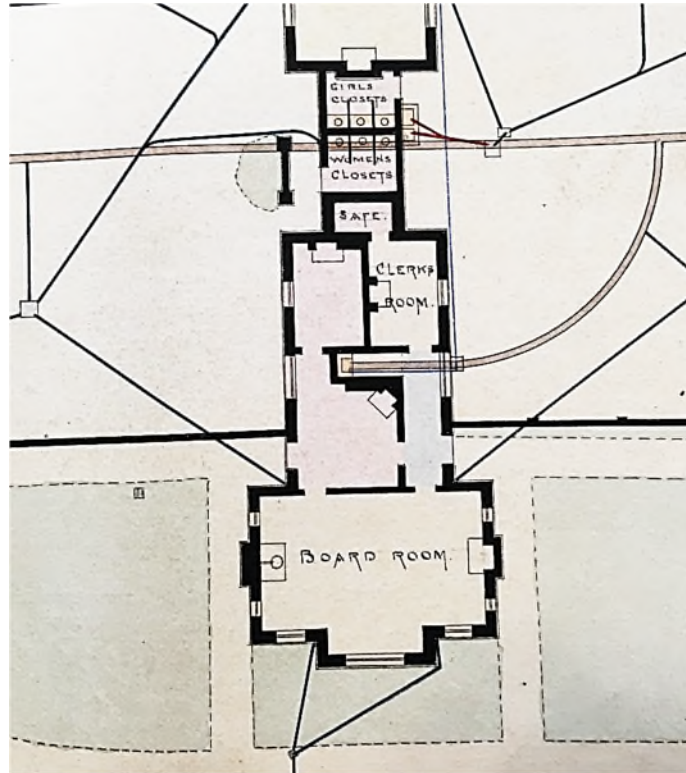 GIRLS
CLOSETS
WOMENS
CLOSETS
SAFE.
CLERKS
ROOM.
BOARD ROOM.